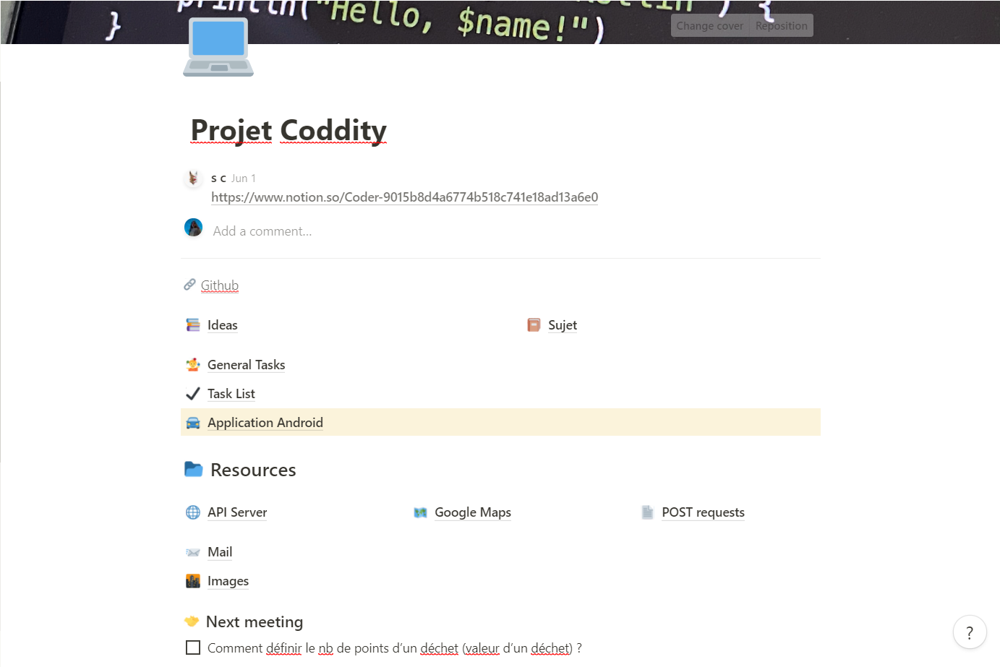 println("Hello, $name!")
}
) {
Change cover Reposition
Projet Coddity
s c Jun 1
https://www.notion.so/Coder-9015b8d4a6774b518c741e18ad13a6e0
Add a comment...
Github
Ideas
Sujet
General Tasks
Task List
Application Android
Resources
API Server
Google Maps
POST requests
Mail
Images
Next meeting
Comment définir le nb de points d’un déchet (valeur d’un déchet) ?
?